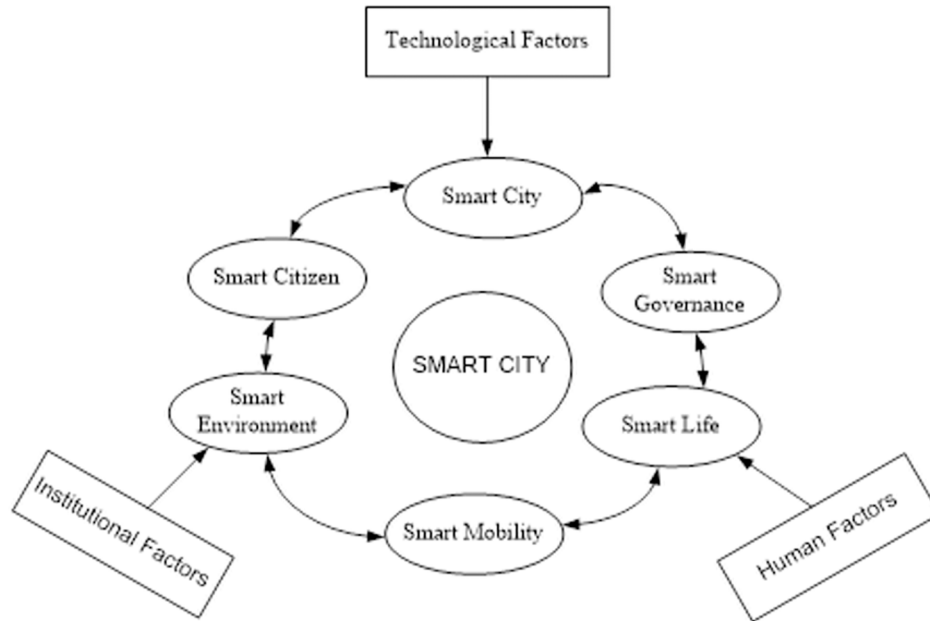 Technological Factors
Smart City
Smart Citizen
Smart
Governance
SMART CITY
Smart
Environment
Smart Life
Institutional Factors
Smart Mobility
Human Factors